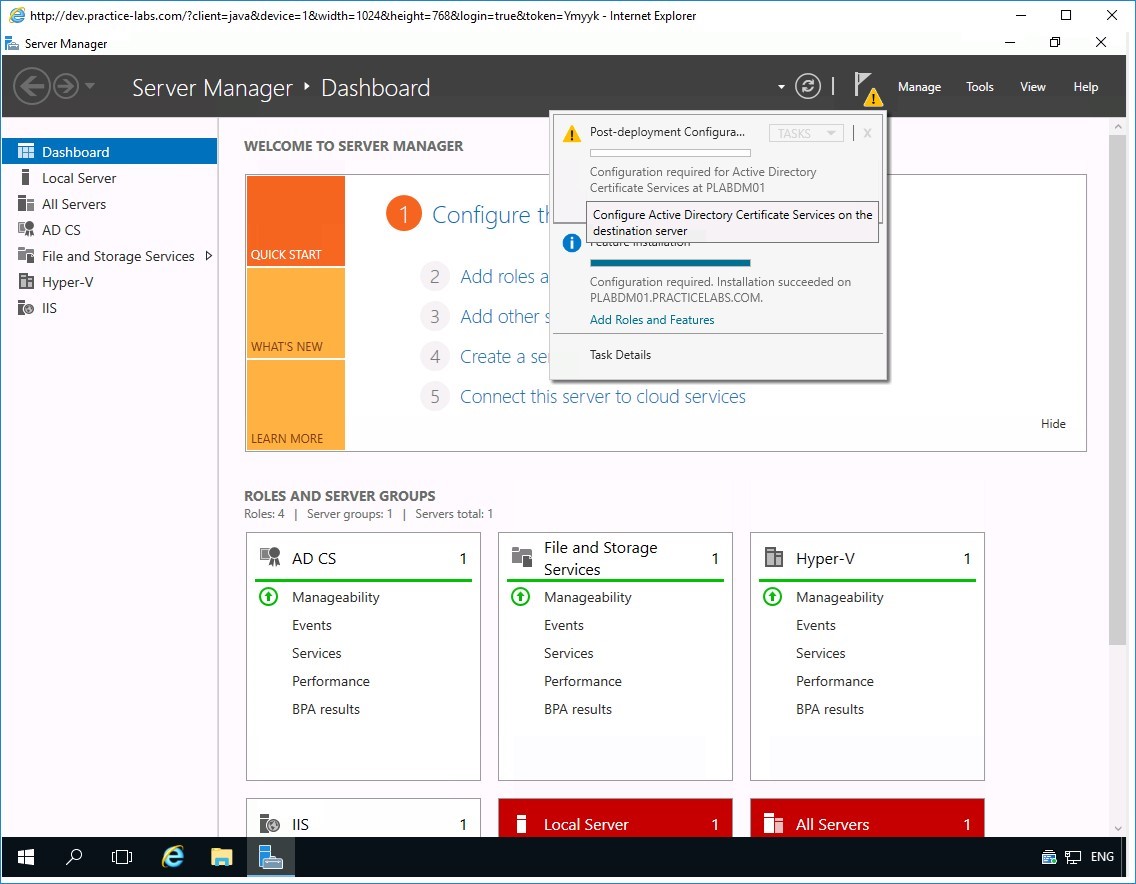 http://dev.practice-labs.com/?client=java&device=1&width=1024&height=768&login=true&token=Ymyyk - Internet Explorer
Server Manager
Server Manager ‣ Dashboard
Manage
Tools
View
Help
Dashboard
Local Server
All Servers
AD CS
File and Storage Services
Hyper-V
IIS
WELCOME TO SERVER MANAGER
QUICK START
WHAT'S NEW
LEARN MORE
1 Configure th
2 Add roles a
3 Add other s
4 Create a se
5 Connect this server to cloud services
Hide
Post-deployment Configura...
TASKS
X
Configuration required for Active Directory
Certificate Services at PLABDM01
Configure Active Directory Certificate Services on the
destination server
Feature installation
Configuration required. Installation succeeded on
PLABDM01.PRACTICELABS.COM.
Add Roles and Features
Task Details
ROLES AND SERVER GROUPS
Roles: 4 | Server groups: 1 | Servers total: 1
AD CS 1
Manageability
Events
Services
Performance
BPA results
File and Storage
Services
1
Manageability
Events
Services
Performance
BPA results
Hyper-V 1
Manageability
Events
Services
Performance
BPA results
IIS 1
Local Server 1
All Servers 1
ENG